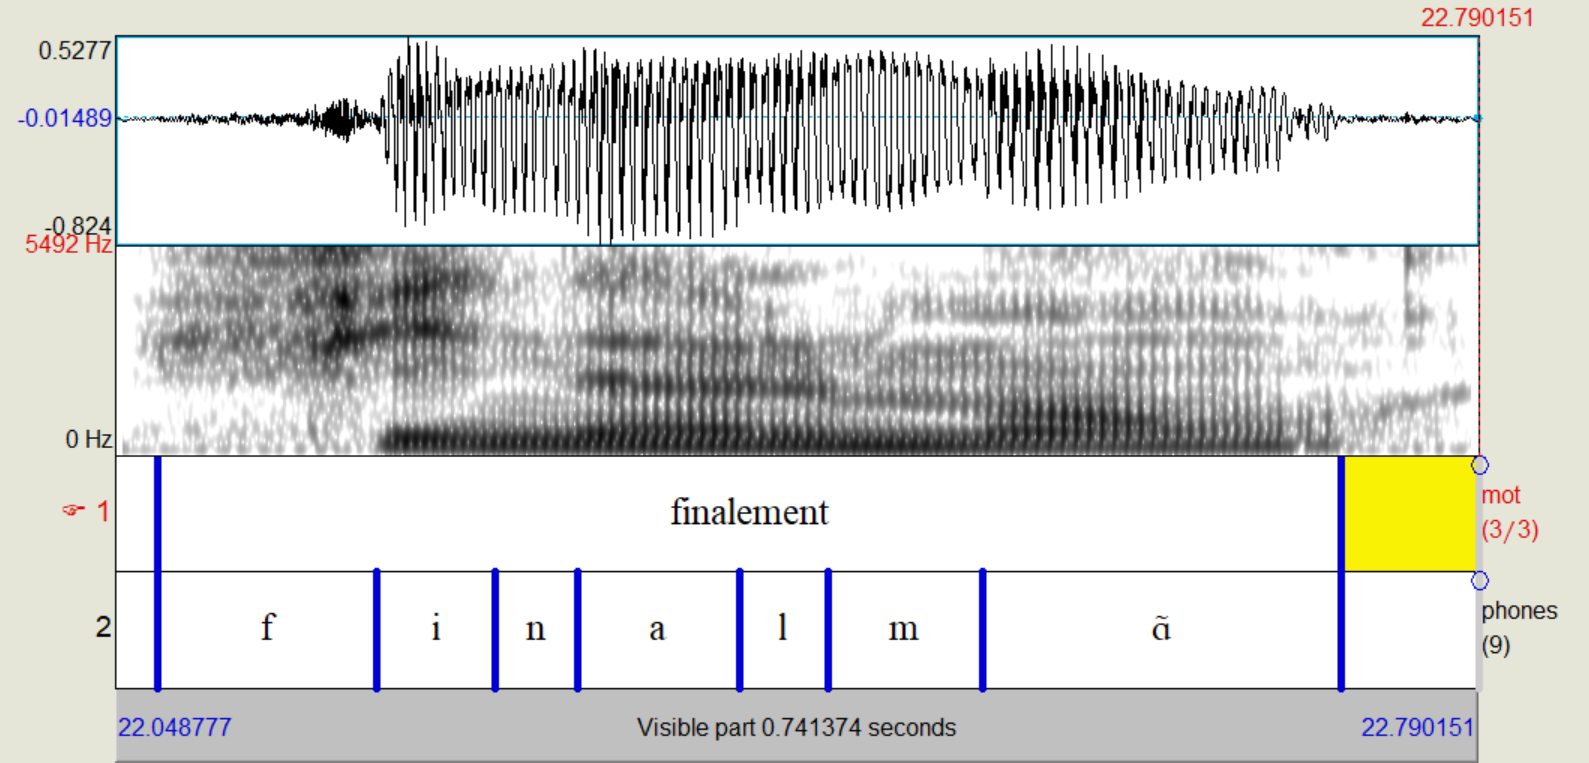 22.790151
0.5277
-0.01489
-0.824
5492 Hz
0 Hz
☞ 1
finalement
mot
(3/3)
2
f i n a l m ɑ̃
phones
(9)
22.048777 Visible part 0.741374 seconds 22.790151